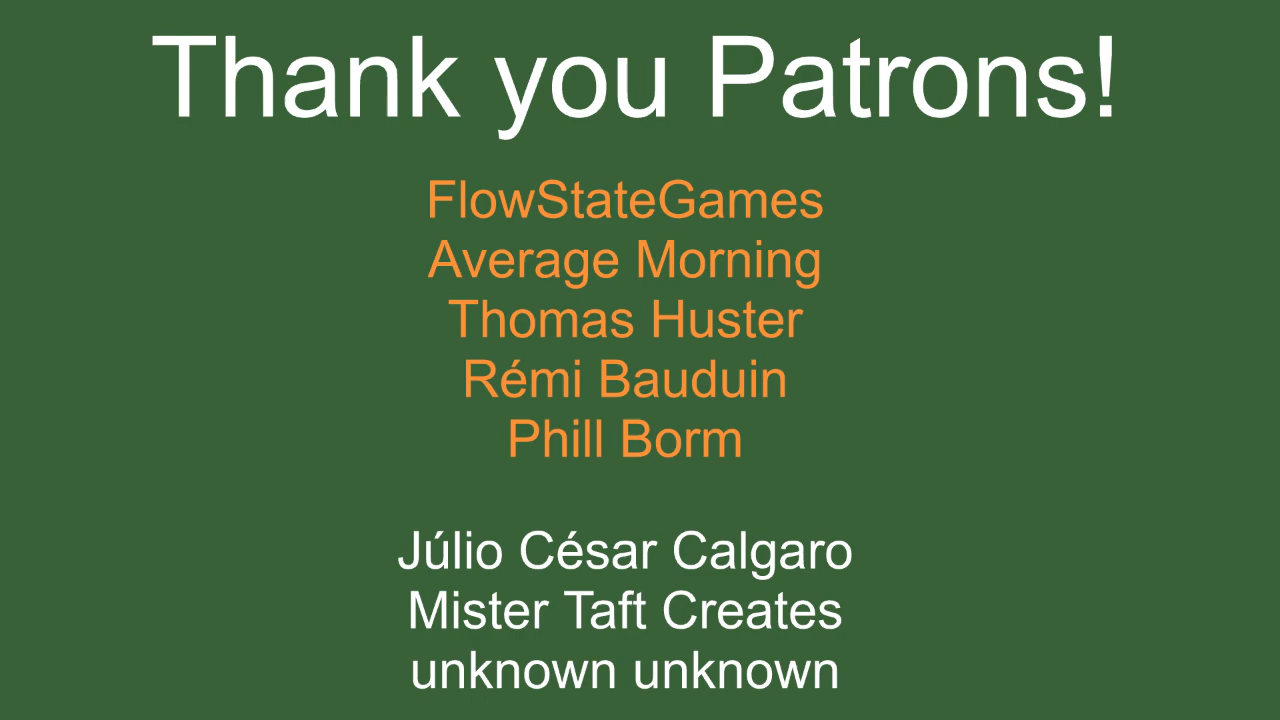 Thank you Patrons!
FlowStateGames
Average Morning
Thomas Huster
Rémi Bauduin
Phill Borm
Júlio César Calgaro
Mister Taft Creates
unknown unknown